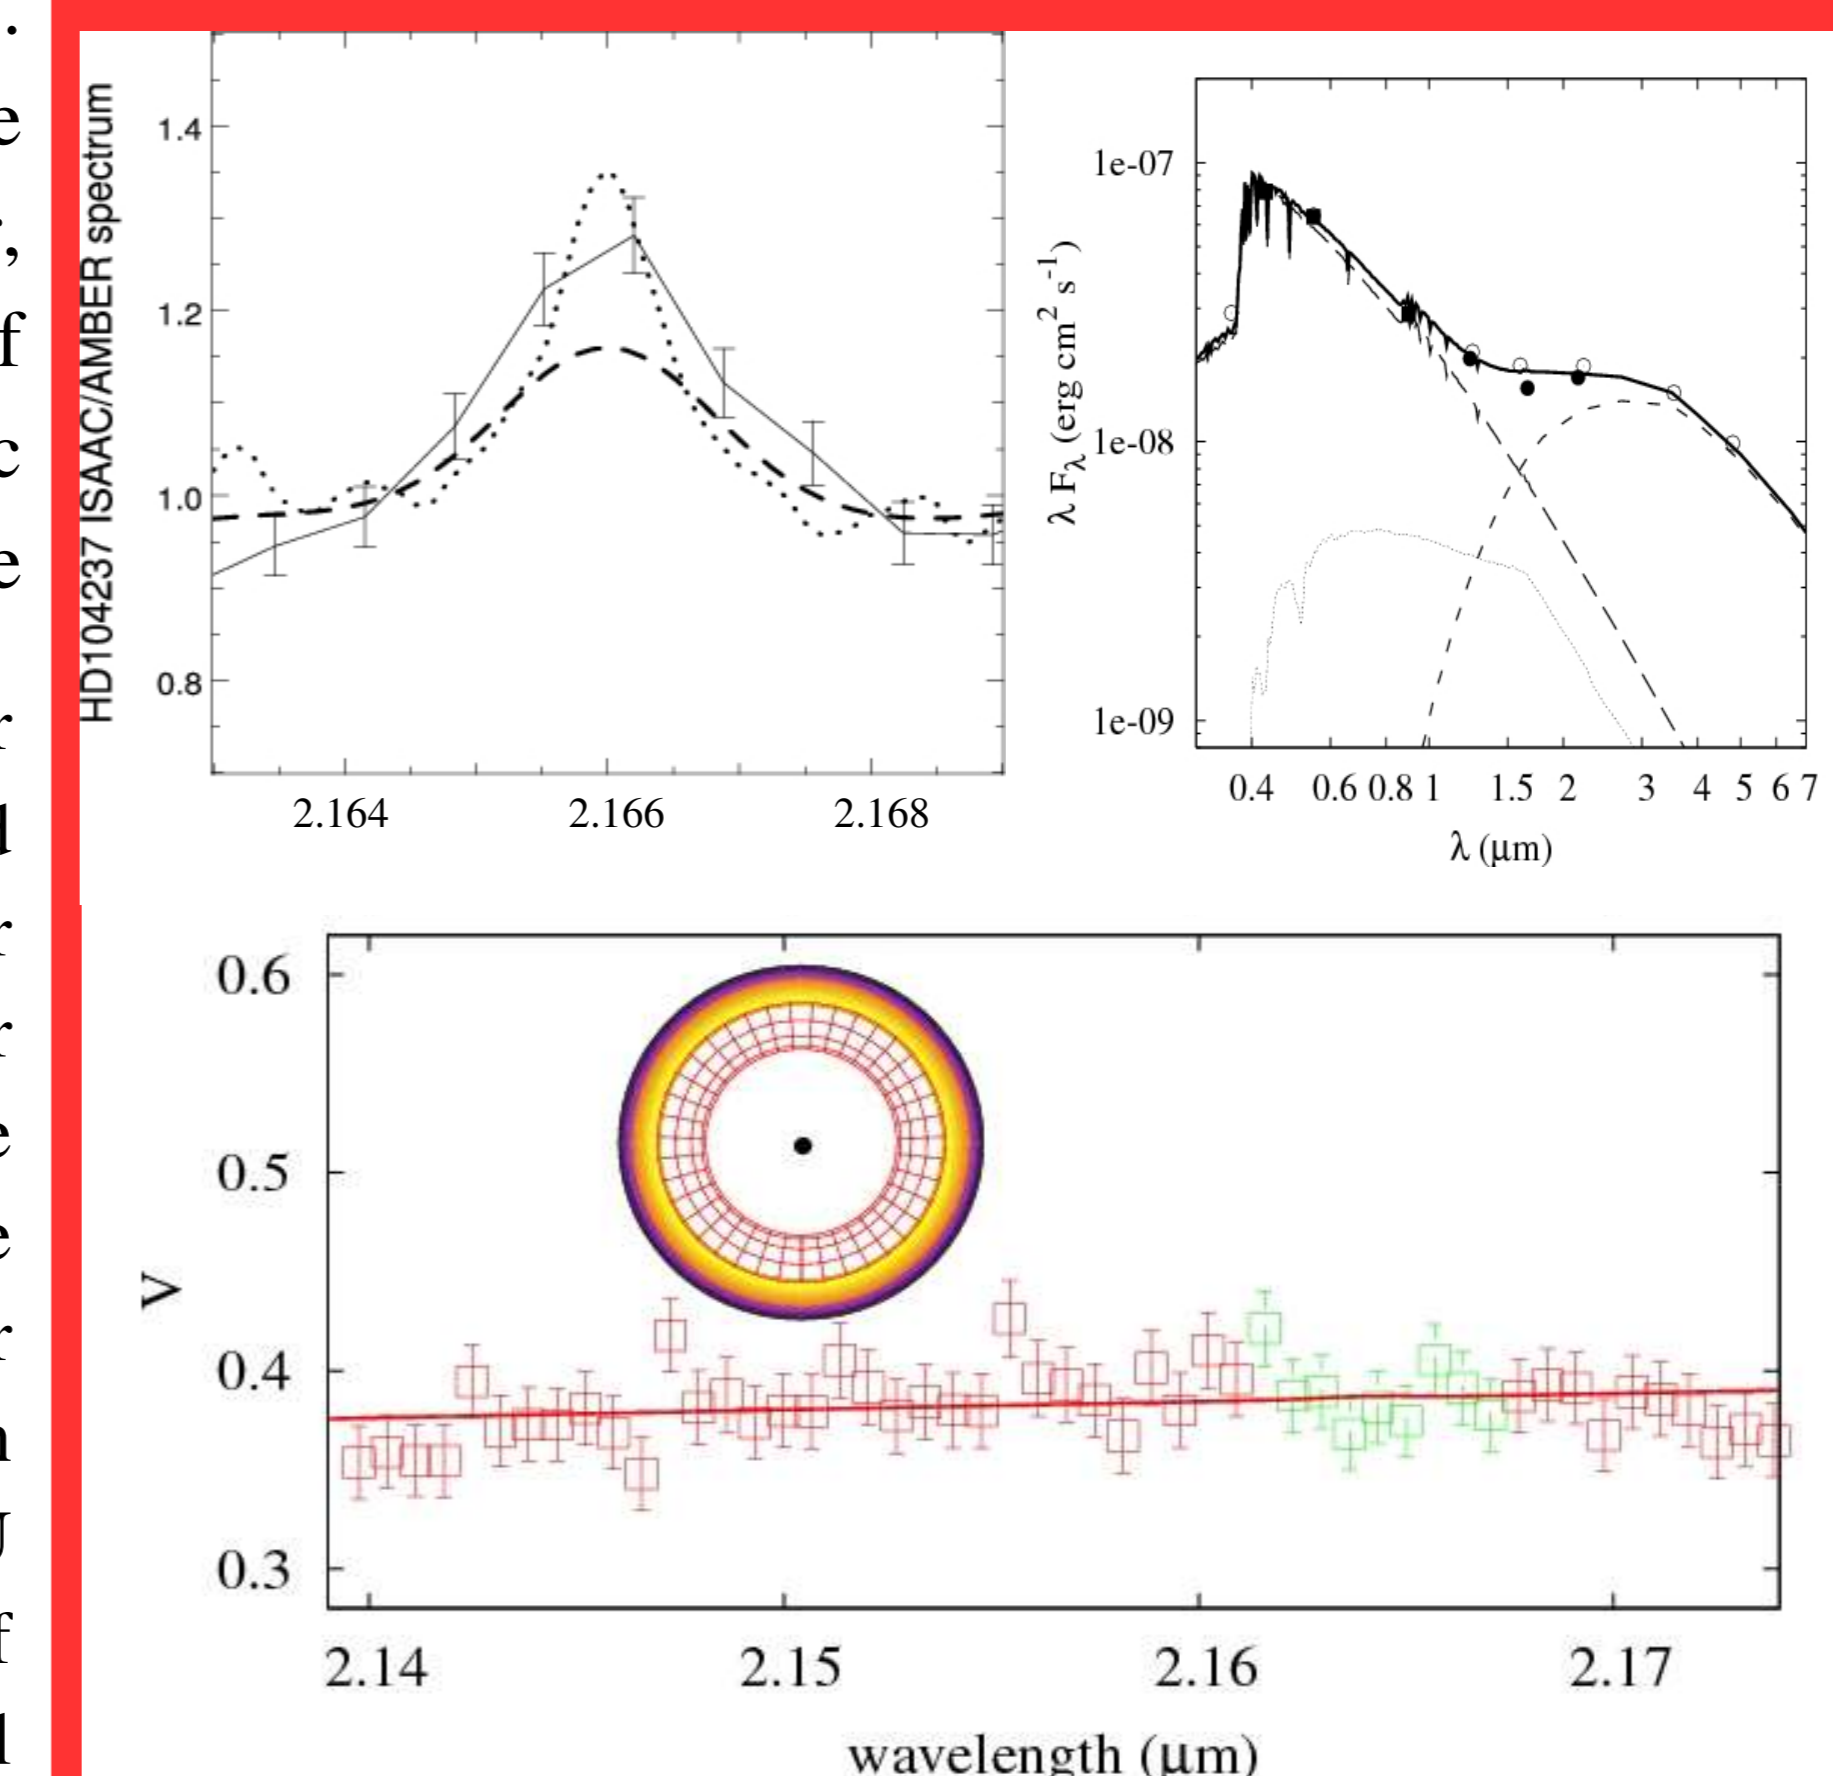 .
e
,
f
c
e
r
d
r
r
e
e
r
n
J
f
l
HD104237 ISAAC/AMBER spectrum
1.4
1.2
1.0
0.8
2.164 2.166 2.168
λ Fλ (erg cm² s⁻¹)
1e-07
1e-08
1e-09
0.4 0.6 0.8 1 1.5 2 3 4 5 6 7
λ (μm)
V
0.6
0.5
0.4
0.3
2.14 2.15 2.16 2.17
wavelength (μm)